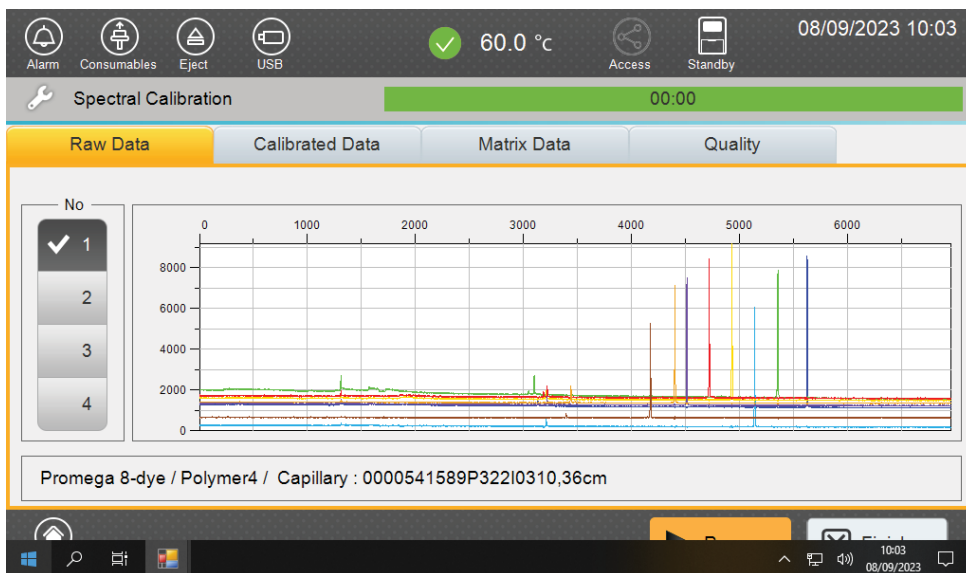 08/09/2023 10:03
60.0 °c
Alarm Consumables Eject USB Access Standby
Spectral Calibration 00:00
Raw Data Calibrated Data Matrix Data Quality
No
1
2
3
4
0 1000 2000 3000 4000 5000 6000
8000
6000
4000
2000
0
Promega 8-dye / Polymer4 / Capillary : 0000541589P322I0310,36cm
10:03
08/09/2023